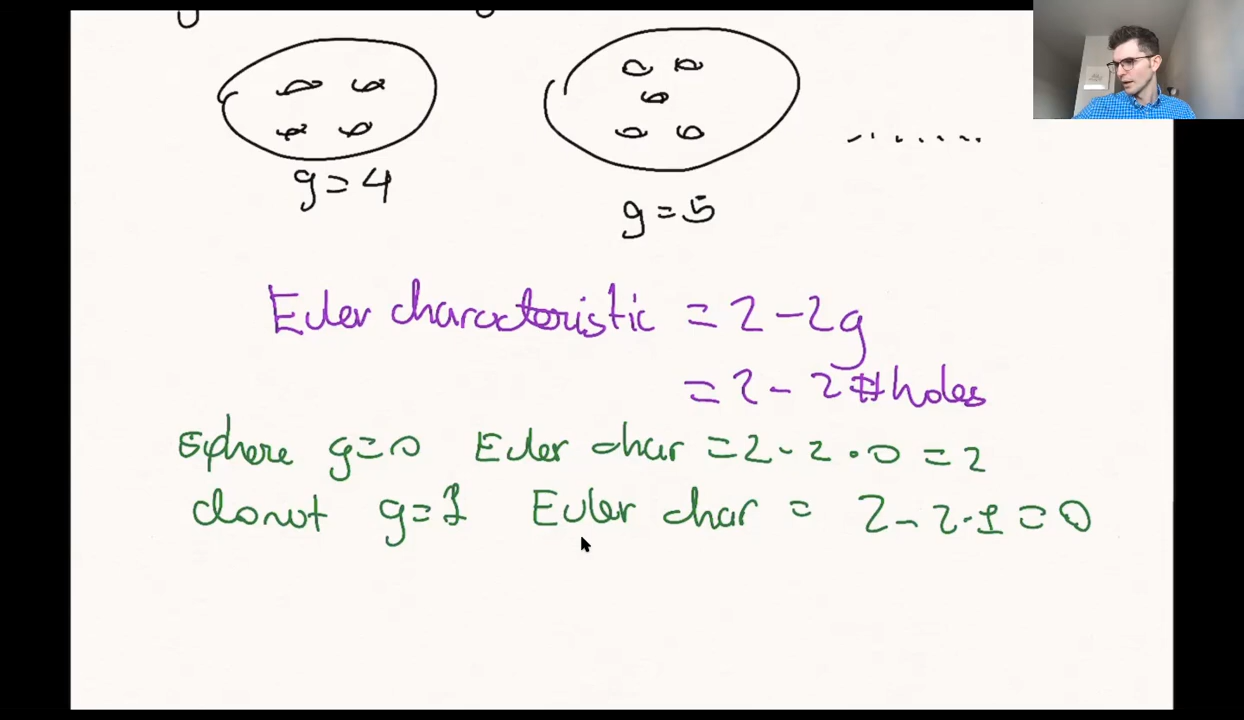 g=4
g=5
Euler characteristic = 2-2g
= 2-2 #holes
sphere g=0 Euler char =2-2·0=2
donut g=1 Euler char = 2-2·1=0